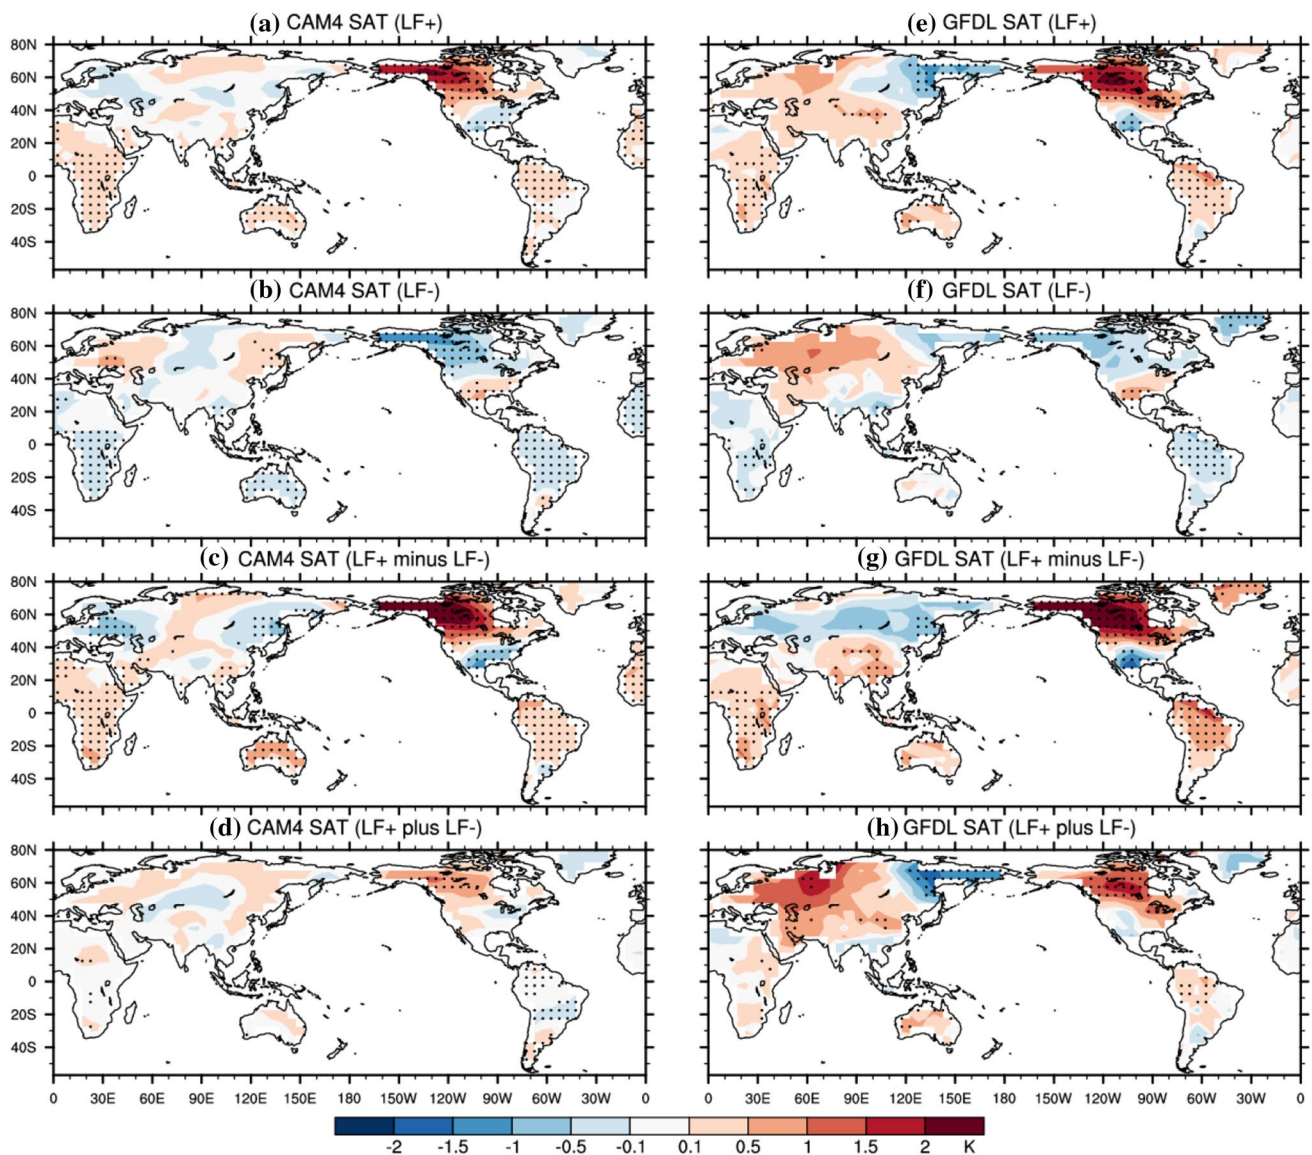 (a) CAM4 SAT (LF+)
(e) GFDL SAT (LF+)
80N
60N
40N
20N
0
20S
40S
(b) CAM4 SAT (LF-)
(f) GFDL SAT (LF-)
80N
60N
40N
20N
0
20S
40S
(c) CAM4 SAT (LF+ minus LF-)
(g) GFDL SAT (LF+ minus LF-)
80N
60N
40N
20N
0
20S
40S
(d) CAM4 SAT (LF+ plus LF-)
(h) GFDL SAT (LF+ plus LF-)
80N
60N
40N
20N
0
20S
40S
0 30E 60E 90E 120E 150E 180 150W 120W 90W 60W 30W 0
0 30E 60E 90E 120E 150E 180 150W 120W 90W 60W 30W 0
-2 -1.5 -1 -0.5 -0.1 0.1 0.5 1 1.5 2 K